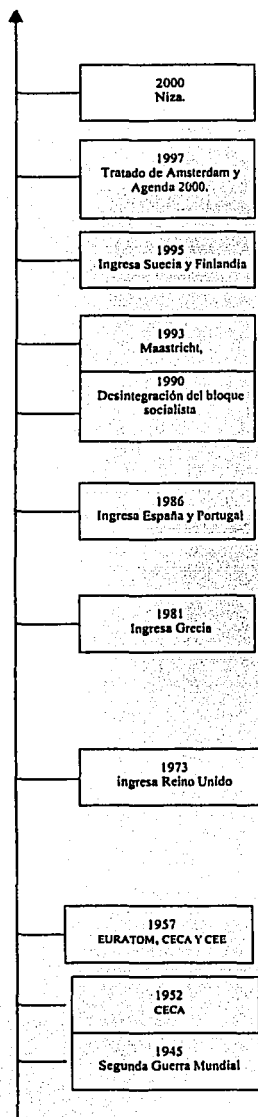 2000
Niza.
1997
Tratado de Amsterdam y
Agenda 2000.
1995
Ingresa Suecia y Finlandia
1993
Maastricht,
1990
Desintegración del bloque
socialista
1986
Ingresa España y Portugal
1981
Ingresa Grecia
1973
ingresa Reino Unido
1957
EURATOM, CECA Y CEE
1952
CECA
1945
Segunda Guerra Mundial